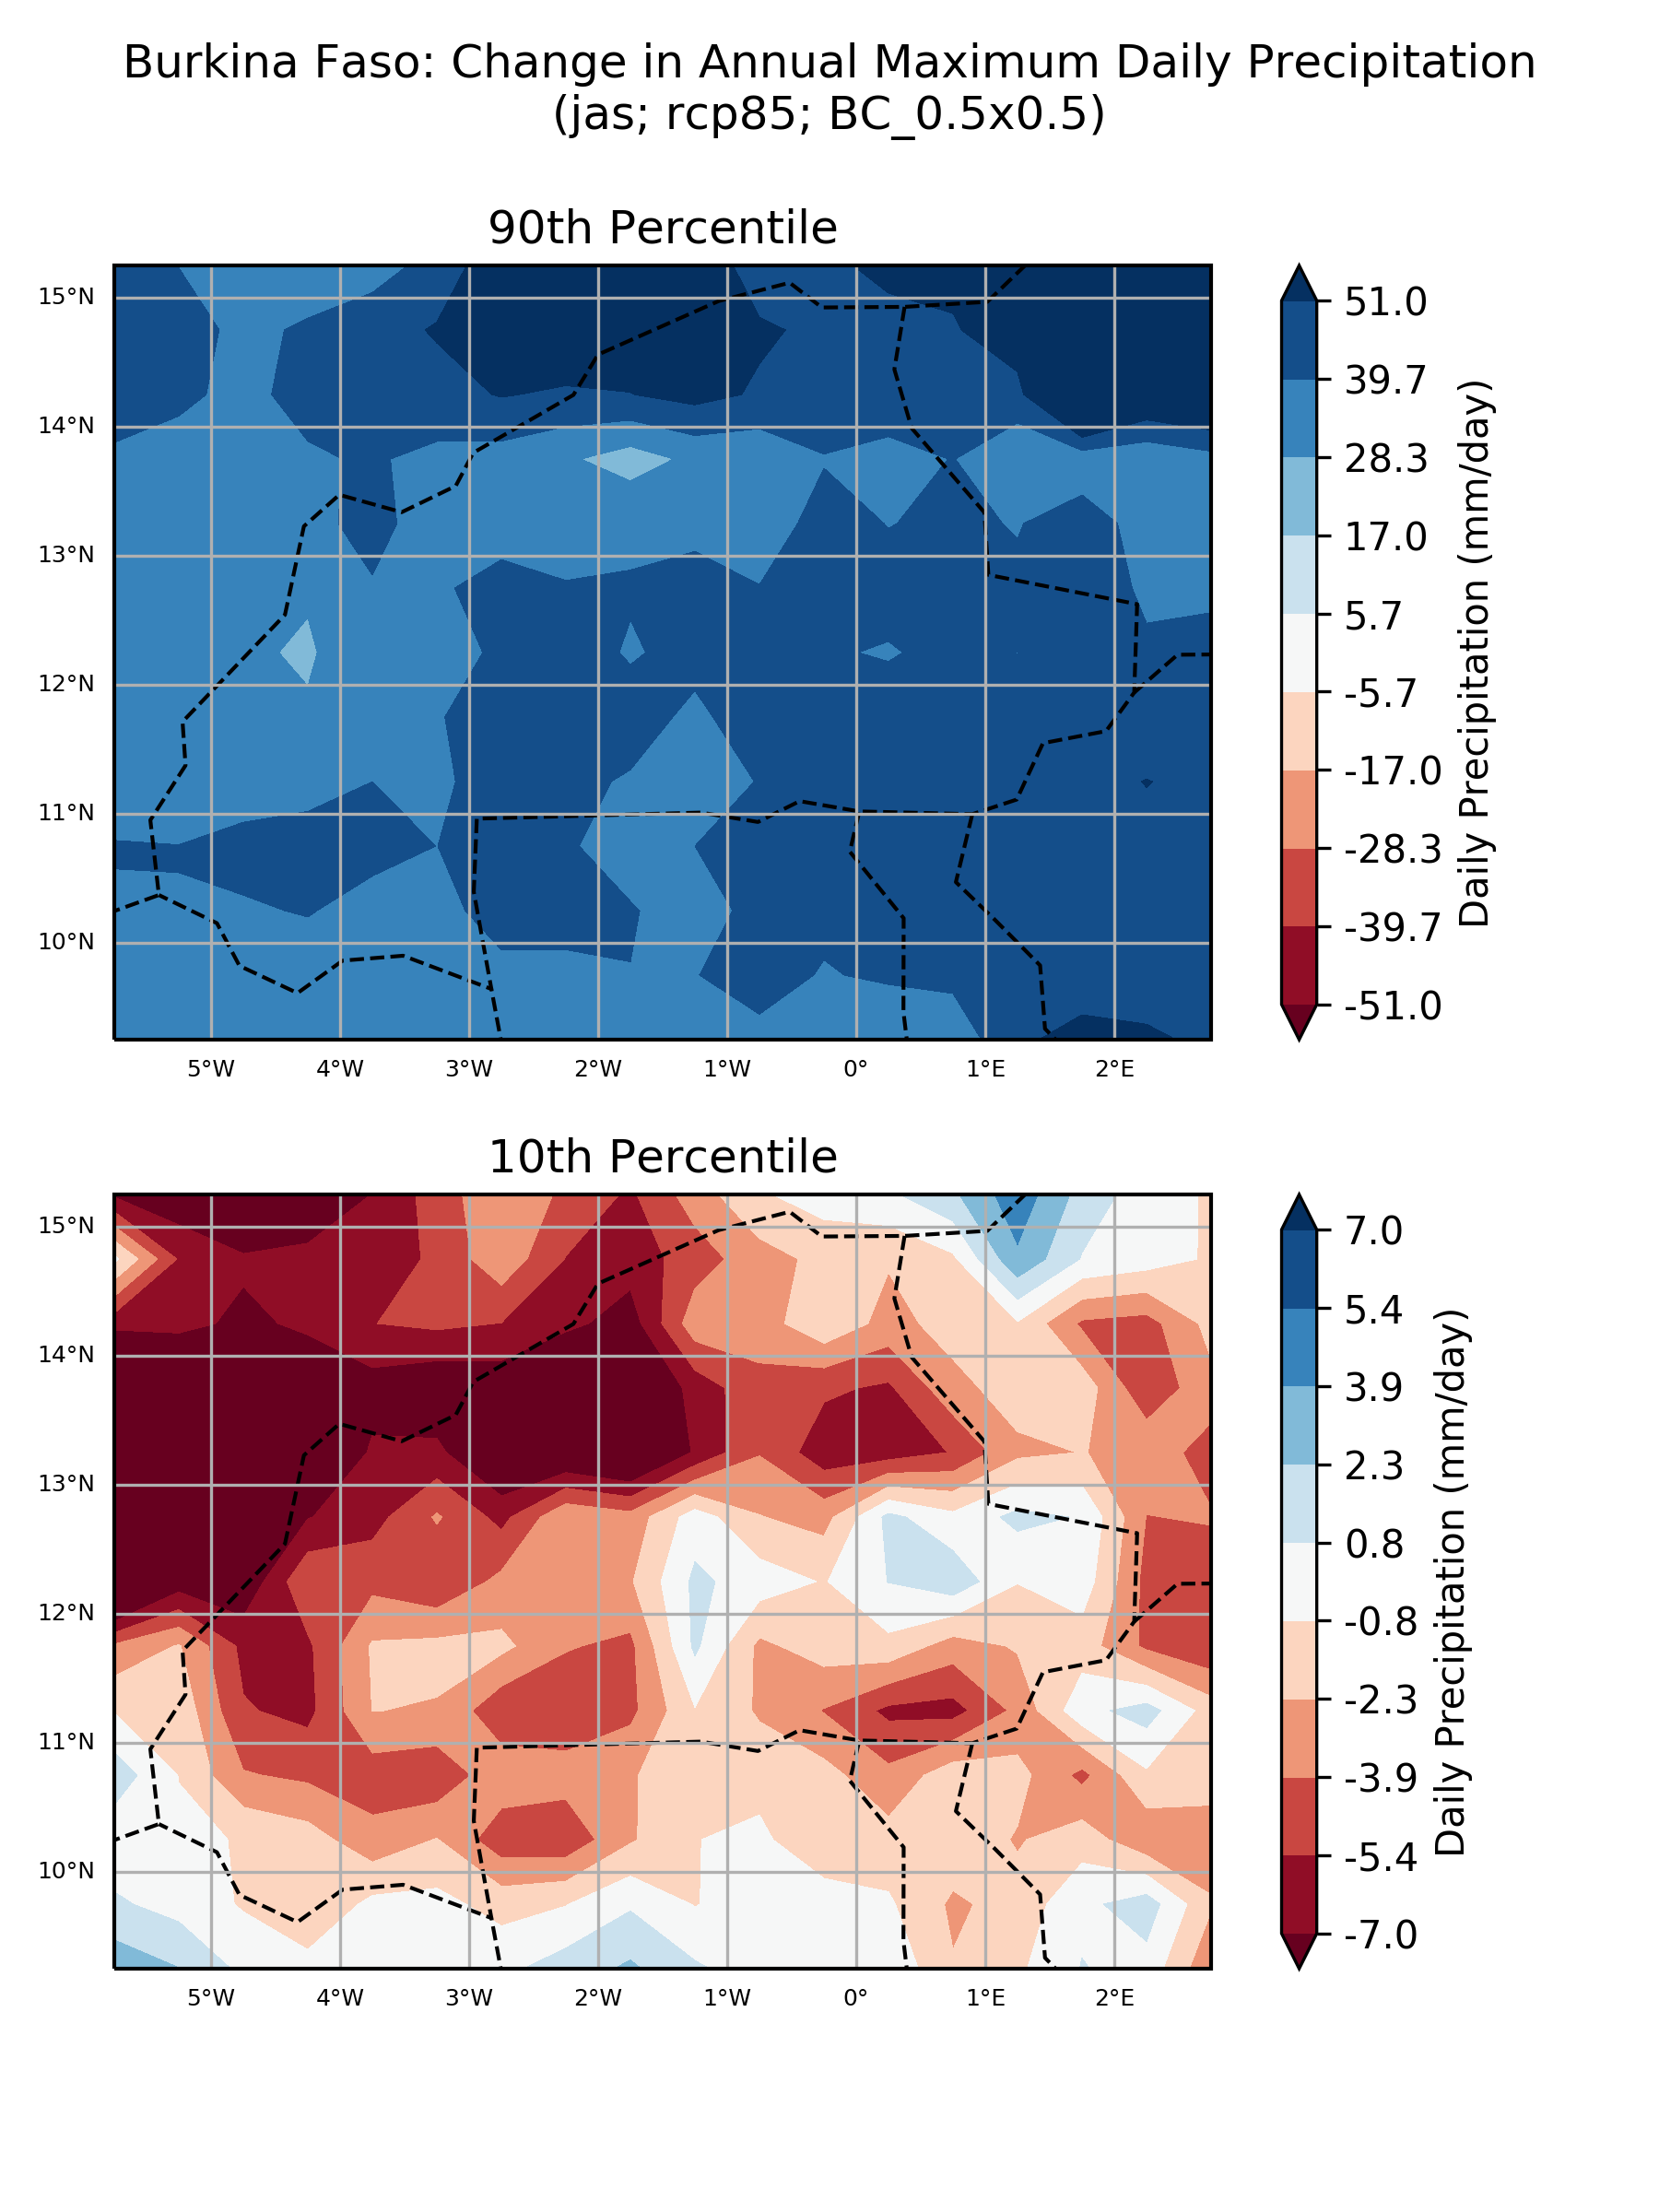 Burkina Faso: Change in Annual Maximum Daily Precipitation
(jas; rcp85; BC_0.5x0.5)
90th Percentile
15°N
14°N
13°N
12°N
11°N
10°N
5°W 4°W 3°W 2°W 1°W 0° 1°E 2°E
51.0
39.7
28.3
17.0
5.7
-5.7
-17.0
-28.3
-39.7
-51.0
Daily Precipitation (mm/day)
10th Percentile
15°N
14°N
13°N
12°N
11°N
10°N
5°W 4°W 3°W 2°W 1°W 0° 1°E 2°E
7.0
5.4
3.9
2.3
0.8
-0.8
-2.3
-3.9
-5.4
-7.0
Daily Precipitation (mm/day)